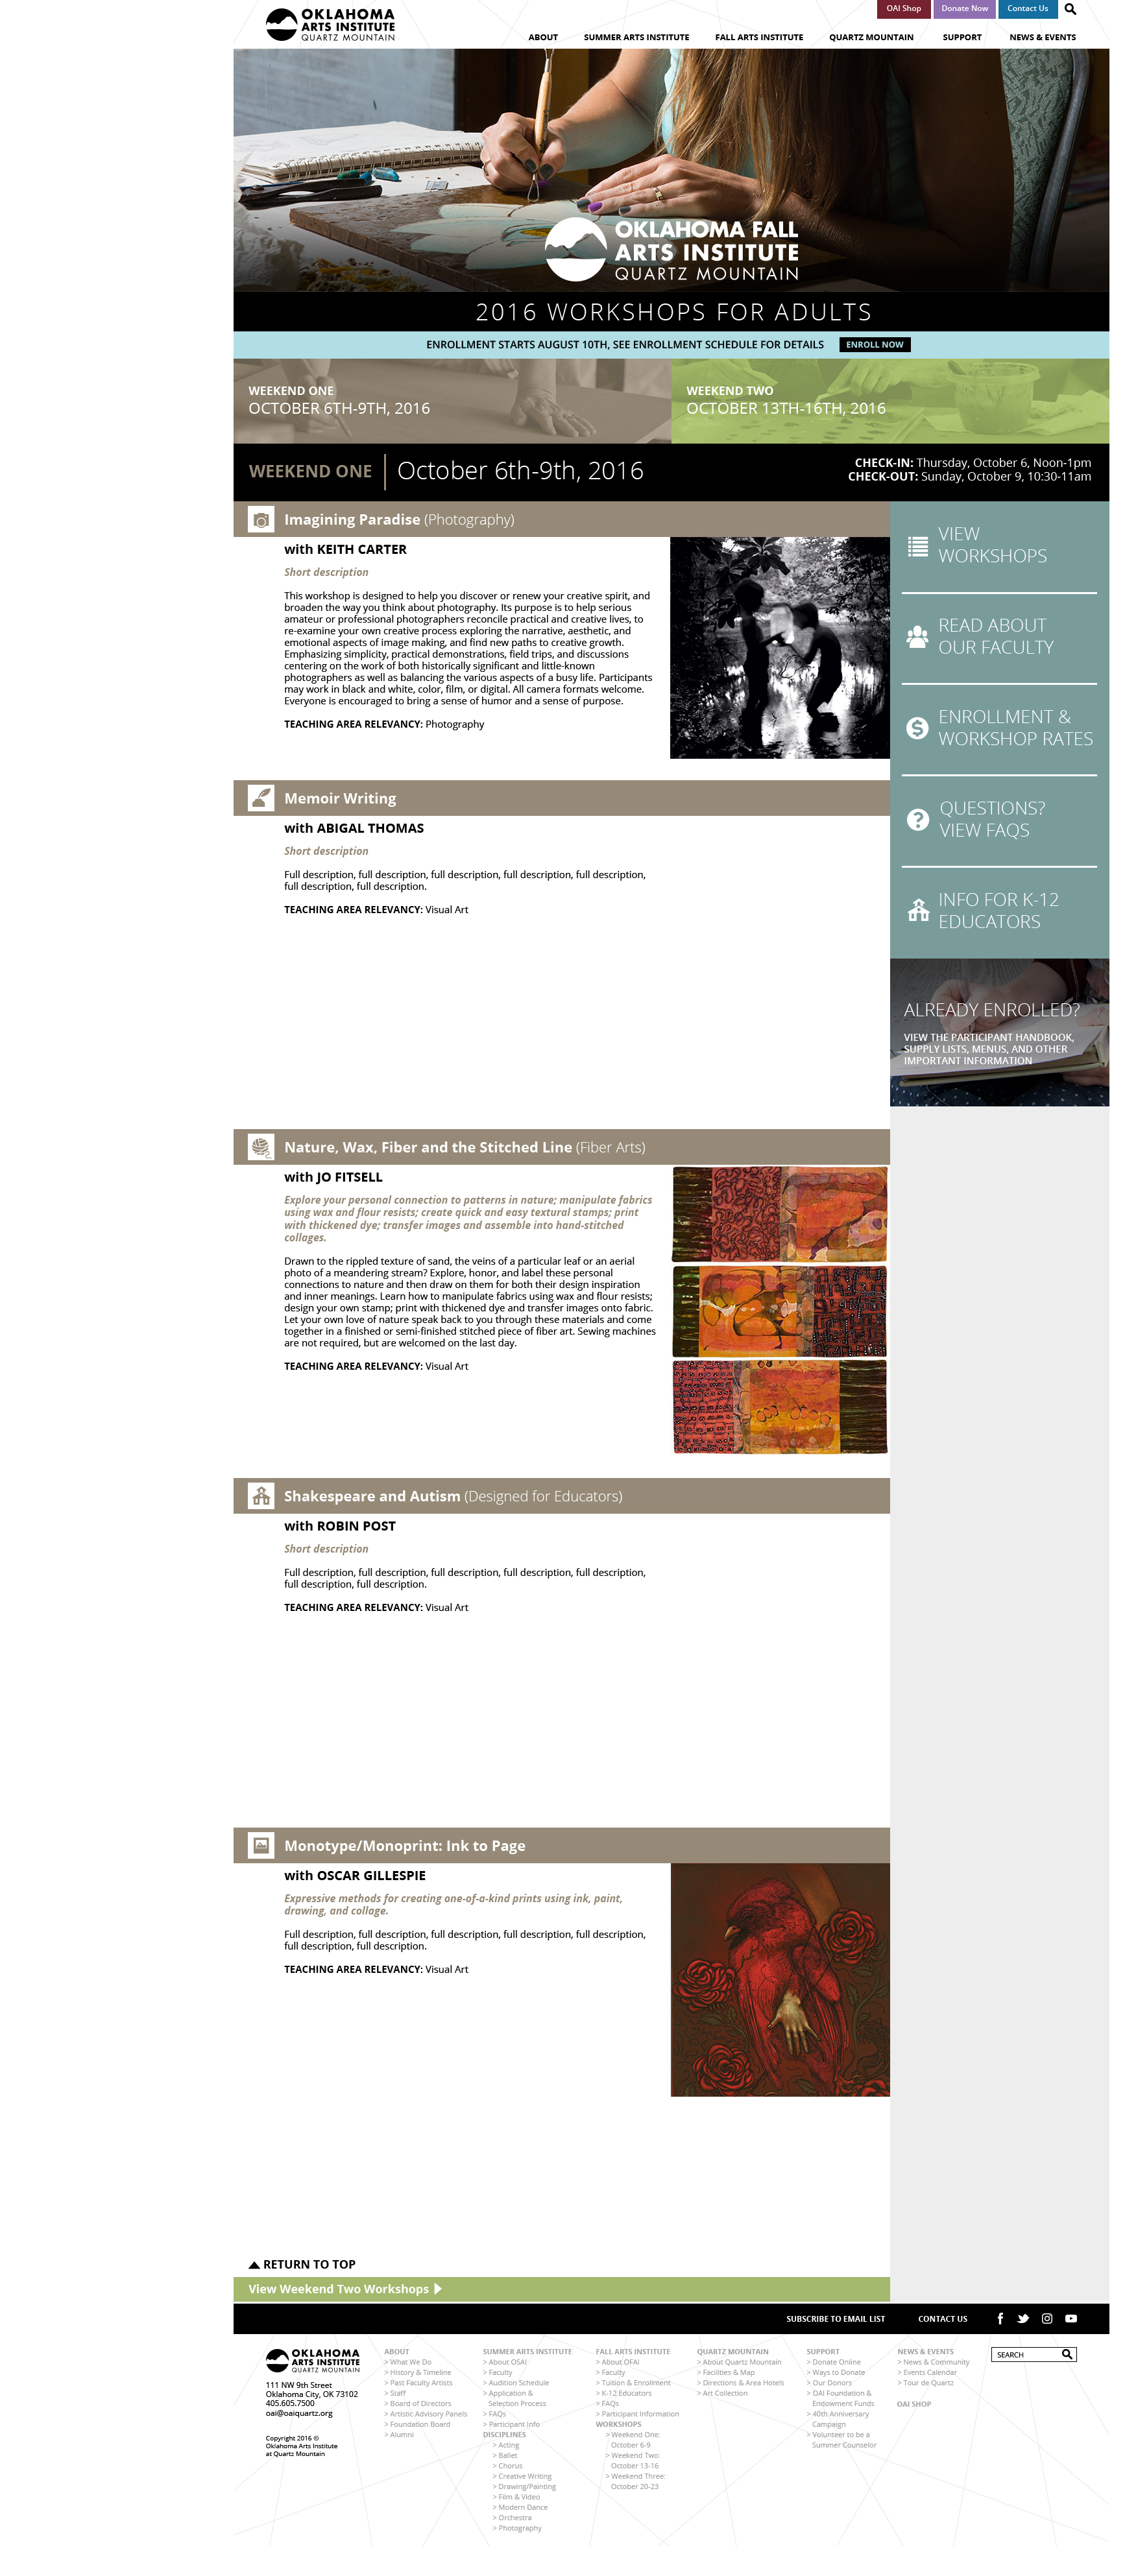 OKLAHOMA
ARTS INSTITUTE
QUARTZ MOUNTAIN
OAI Shop
Donate Now
Contact Us
ABOUT
SUMMER ARTS INSTITUTE
FALL ARTS INSTITUTE
QUARTZ MOUNTAIN
SUPPORT
NEWS & EVENTS
OKLAHOMA FALL
ARTS INSTITUTE
QUARTZ MOUNTAIN
2016 WORKSHOPS FOR ADULTS
ENROLLMENT STARTS AUGUST 10TH, SEE ENROLLMENT SCHEDULE FOR DETAILS
ENROLL NOW
WEEKEND ONE
OCTOBER 6TH-9TH, 2016
WEEKEND TWO
OCTOBER 13TH-16TH, 2016
WEEKEND ONE
October 6th-9th, 2016
CHECK-IN: Thursday, October 6, Noon-1pm
CHECK-OUT: Sunday, October 9, 10:30-11am
Imagining Paradise (Photography)
with KEITH CARTER
Short description
This workshop is designed to help you discover or renew your creative spirit, and
broaden the way you think about photography. Its purpose is to help serious
amateur or professional photographers reconcile practical and creative lives, to
re-examine your own creative process exploring the narrative, aesthetic, and
emotional aspects of image making, and find new paths to creative growth.
Emphasizing simplicity, practical demonstrations, field trips, and discussions
centering on the work of both historically significant and little-known
photographers as well as balancing the various aspects of a busy life. Participants
may work in black and white, color, film, or digital. All camera formats welcome.
Everyone is encouraged to bring a sense of humor and a sense of purpose.
TEACHING AREA RELEVANCY: Photography
Memoir Writing
with ABIGAL THOMAS
Short description
Full description, full description, full description, full description, full description,
full description, full description.
TEACHING AREA RELEVANCY: Visual Art
Nature, Wax, Fiber and the Stitched Line (Fiber Arts)
with JO FITSELL
Explore your personal connection to patterns in nature; manipulate fabrics
using wax and flour resists; create quick and easy textural stamps; print
with thickened dye; transfer images and assemble into hand-stitched
collages.
Drawn to the rippled texture of sand, the veins of a particular leaf or an aerial
photo of a meandering stream? Explore, honor, and label these personal
connections to nature and then draw on them for both their design inspiration
and inner meanings. Learn how to manipulate fabrics using wax and flour resists;
design your own stamp; print with thickened dye and transfer images onto fabric.
Let your own love of nature speak back to you through these materials and come
together in a finished or semi-finished stitched piece of fiber art. Sewing machines
are not required, but are welcomed on the last day.
TEACHING AREA RELEVANCY: Visual Art
Shakespeare and Autism (Designed for Educators)
with ROBIN POST
Short description
Full description, full description, full description, full description, full description,
full description, full description.
TEACHING AREA RELEVANCY: Visual Art
Monotype/Monoprint: Ink to Page
with OSCAR GILLESPIE
Expressive methods for creating one-of-a-kind prints using ink, paint,
drawing, and collage.
Full description, full description, full description, full description, full description,
full description, full description.
TEACHING AREA RELEVANCY: Visual Art
VIEW
WORKSHOPS
READ ABOUT
OUR FACULTY
ENROLLMENT &
WORKSHOP RATES
QUESTIONS?
VIEW FAQS
INFO FOR K-12
EDUCATORS
ALREADY ENROLLED?
VIEW THE PARTICIPANT HANDBOOK,
SUPPLY LISTS, MENUS, AND OTHER
IMPORTANT INFORMATION
RETURN TO TOP
View Weekend Two Workshops
SUBSCRIBE TO EMAIL LIST
CONTACT US
OKLAHOMA
ARTS INSTITUTE
QUARTZ MOUNTAIN
111 NW 9th Street
Oklahoma City, OK 73102
405.605.7500
oai@oaiquartz.org
Copyright 2016 ©
Oklahoma Arts Institute
at Quartz Mountain
ABOUT
> What We Do
> History & Timeline
> Past Faculty Artists
> Staff
> Board of Directors
> Artistic Advisory Panels
> Foundation Board
> Alumni
SUMMER ARTS INSTITUTE
> About OSAI
> Faculty
> Audition Schedule
> Application &
Selection Process
> FAQs
> Participant Info
DISCIPLINES
> Acting
> Ballet
> Chorus
> Creative Writing
> Drawing/Painting
> Film & Video
> Modern Dance
> Orchestra
> Photography
FALL ARTS INSTITUTE
> About OFAI
> Faculty
> Tuition & Enrollment
> K-12 Educators
> FAQs
> Participant Information
WORKSHOPS
> Weekend One:
October 6-9
> Weekend Two:
October 13-16
> Weekend Three:
October 20-23
QUARTZ MOUNTAIN
> About Quartz Mountain
> Facilities & Map
> Directions & Area Hotels
> Art Collection
SUPPORT
> Donate Online
> Ways to Donate
> Our Donors
> OAI Foundation &
Endowment Funds
> 40th Anniversary
Campaign
> Volunteer to be a
Summer Counselor
NEWS & EVENTS
> News & Community
> Events Calendar
> Tour de Quartz
OAI SHOP
SEARCH